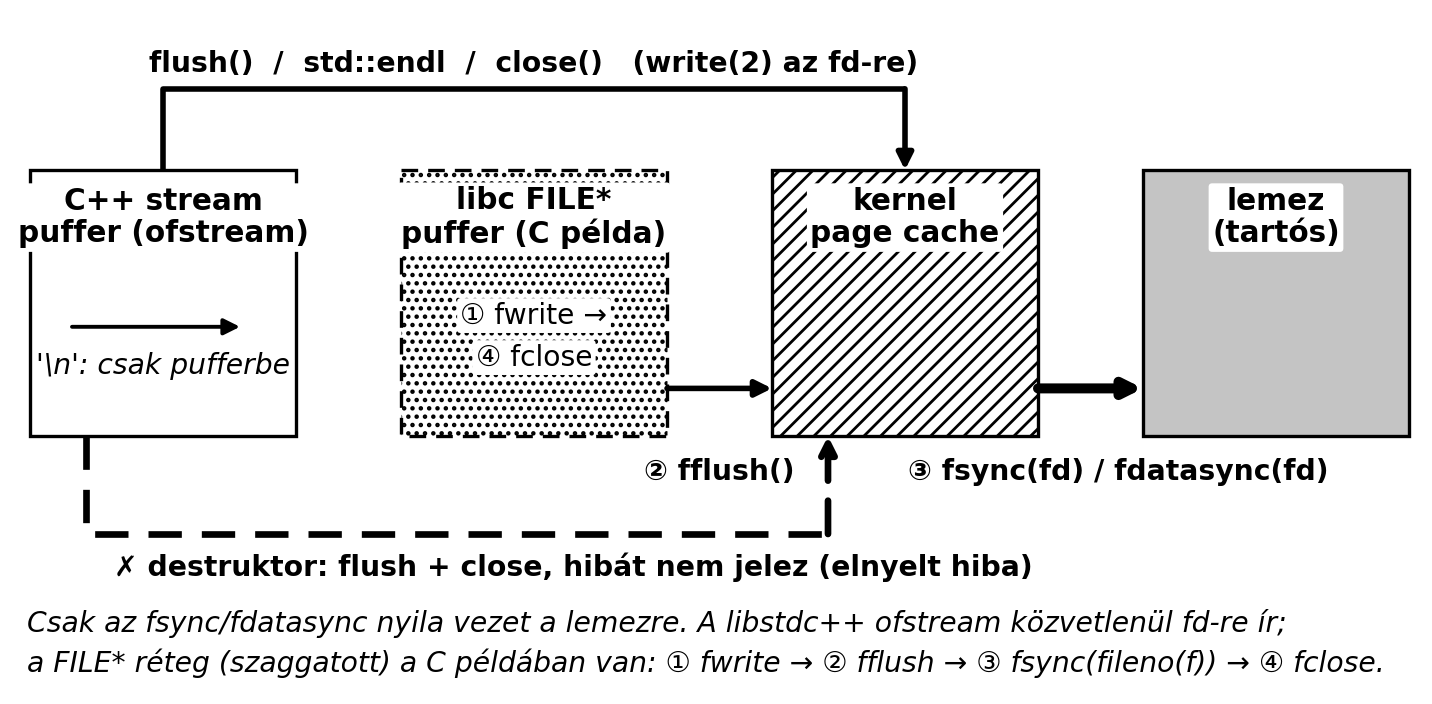 flush() / std::endl / close() (write(2) az fd-re)
C++ stream
puffer (ofstream)
'\n': csak pufferbe
libc FILE*
puffer (C példa)
① fwrite →
④ fclose
kernel
page cache
lemez
(tartós)
② fflush()
③ fsync(fd) / fdatasync(fd)
✗ destruktor: flush + close, hibát nem jelez (elnyelt hiba)
Csak az fsync/fdatasync nyila vezet a lemezre. A libstdc++ ofstream közvetlenül fd-re ír;
a FILE* réteg (szaggatott) a C példában van: ① fwrite → ② fflush → ③ fsync(fileno(f)) → ④ fclose.